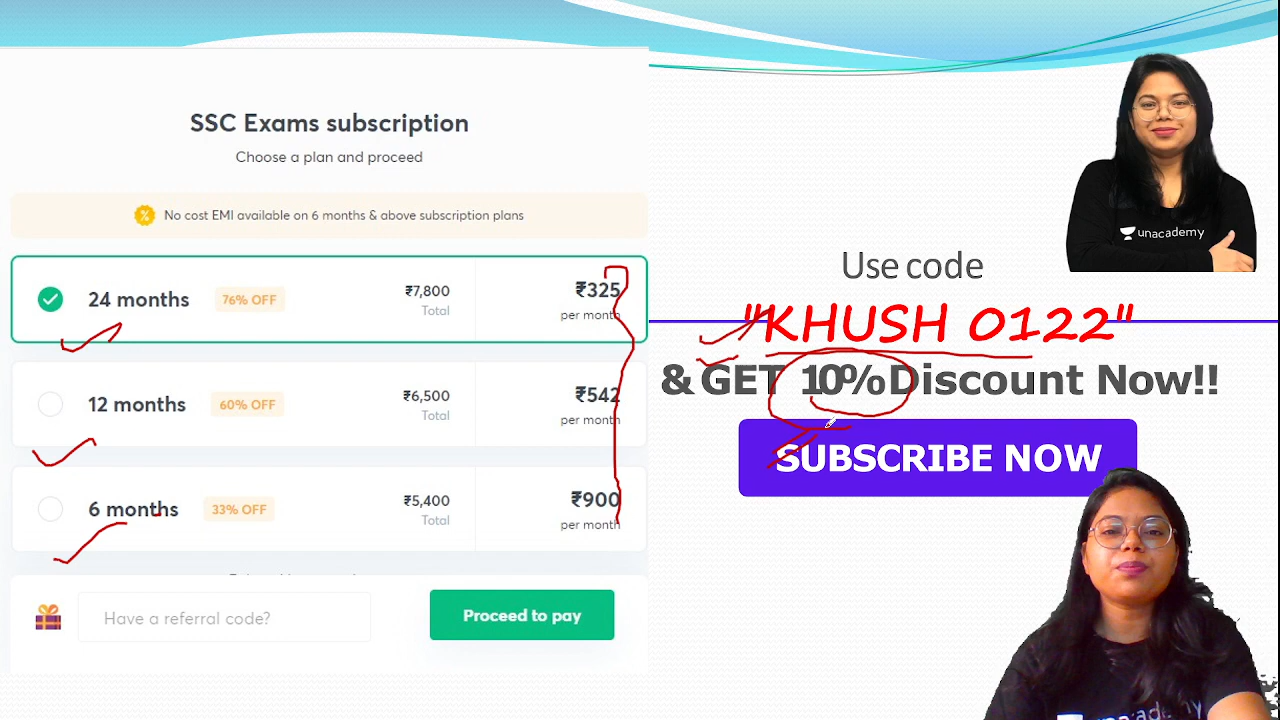 SSC Exams subscription
Choose a plan and proceed
No cost EMI available on 6 months & above subscription plans
24 months 76% OFF ₹7,800 Total ₹325 per month
12 months 60% OFF ₹6,500 Total ₹542 per month
6 months 33% OFF ₹5,400 Total ₹900 per month
Have a referral code?
Proceed to pay
unacademy
Use code
"KHUSH 0122"
& GET 10% Discount Now!!
SUBSCRIBE NOW
unacademy